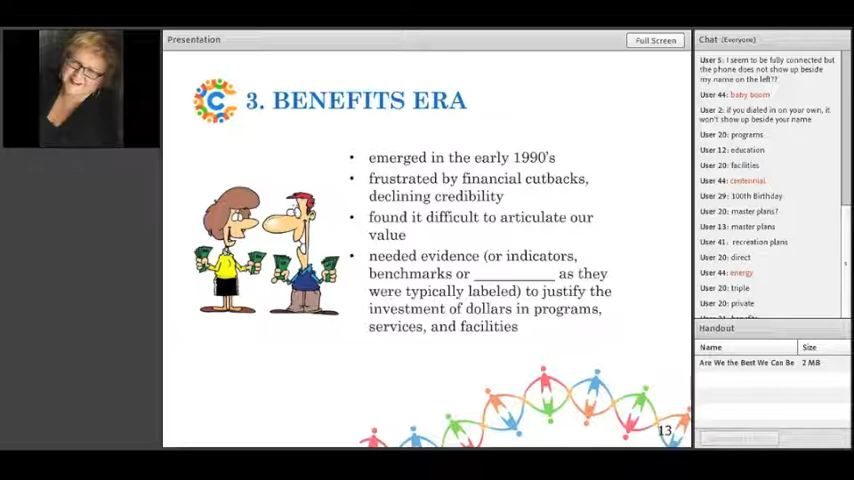 Presentation
Full Screen
C
3. BENEFITS ERA
• emerged in the early 1990's
• frustrated by financial cutbacks,
declining credibility
• found it difficult to articulate our
value
• needed evidence (or indicators,
benchmarks or __________ as they
were typically labeled) to justify the
investment of dollars in programs,
services, and facilities
13
Chat (Everyone)
User 5: I seem to be fully connected but
the phone does not show up beside
my name on the left??
User 44: baby boom
User 2: if you dialed in on your own, it
won't show up beside your name
User 20: programs
User 12: education
User 20: facilities
User 44: centennial
User 29: 100th Birthday
User 20: master plans?
User 13: master plans
User 41: recreation plans
User 20: direct
User 44: energy
User 20: triple
User 20: private
Handout
Name Size
Are We the Best We Can Be 2 MB